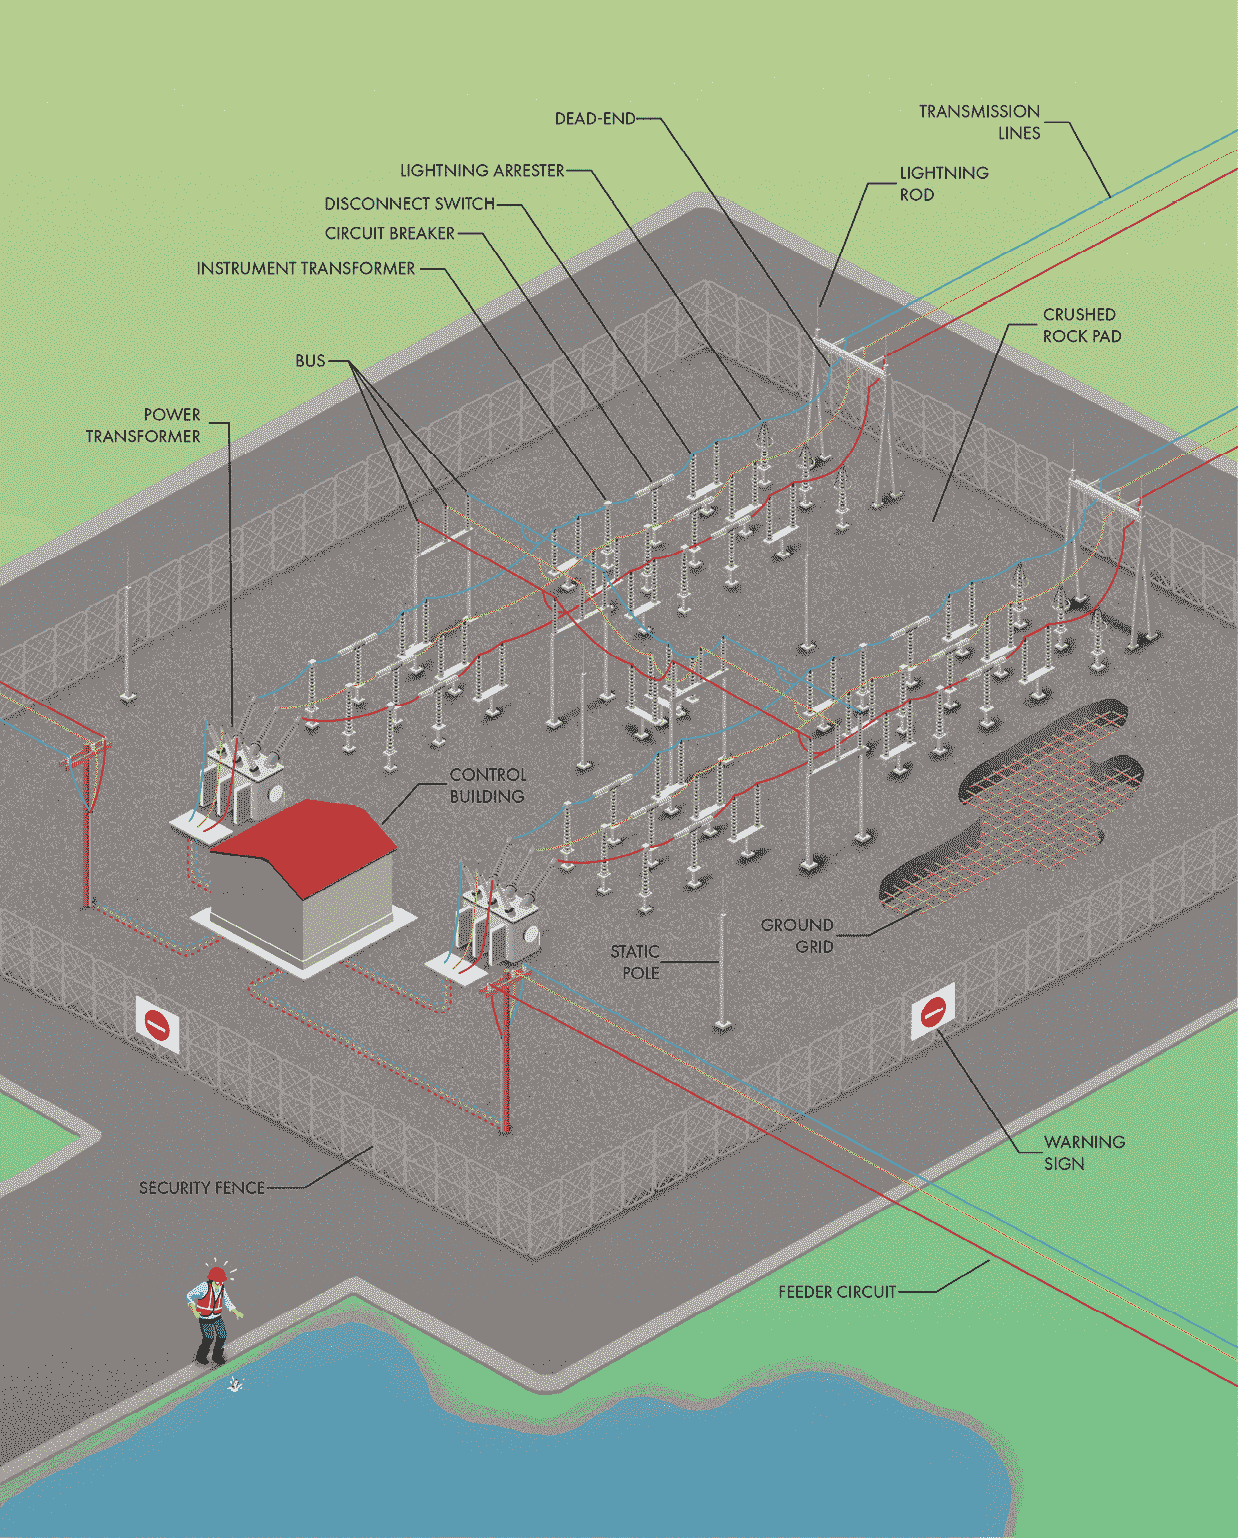 DEAD-END
TRANSMISSION
LINES
LIGHTNING ARRESTER
LIGHTNING
ROD
DISCONNECT SWITCH
CIRCUIT BREAKER
INSTRUMENT TRANSFORMER
CRUSHED
ROCK PAD
BUS
POWER
TRANSFORMER
CONTROL
BUILDING
GROUND
GRID
STATIC
POLE
WARNING
SIGN
SECURITY FENCE
FEEDER CIRCUIT